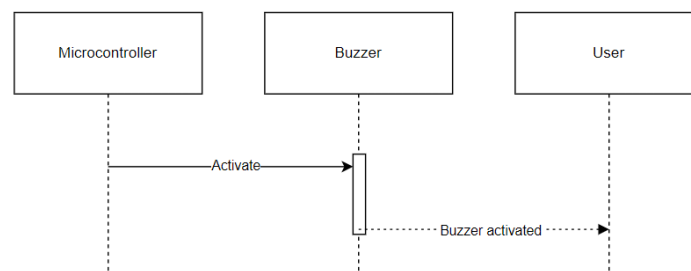 Microcontroller
Buzzer
User
Activate
Buzzer activated